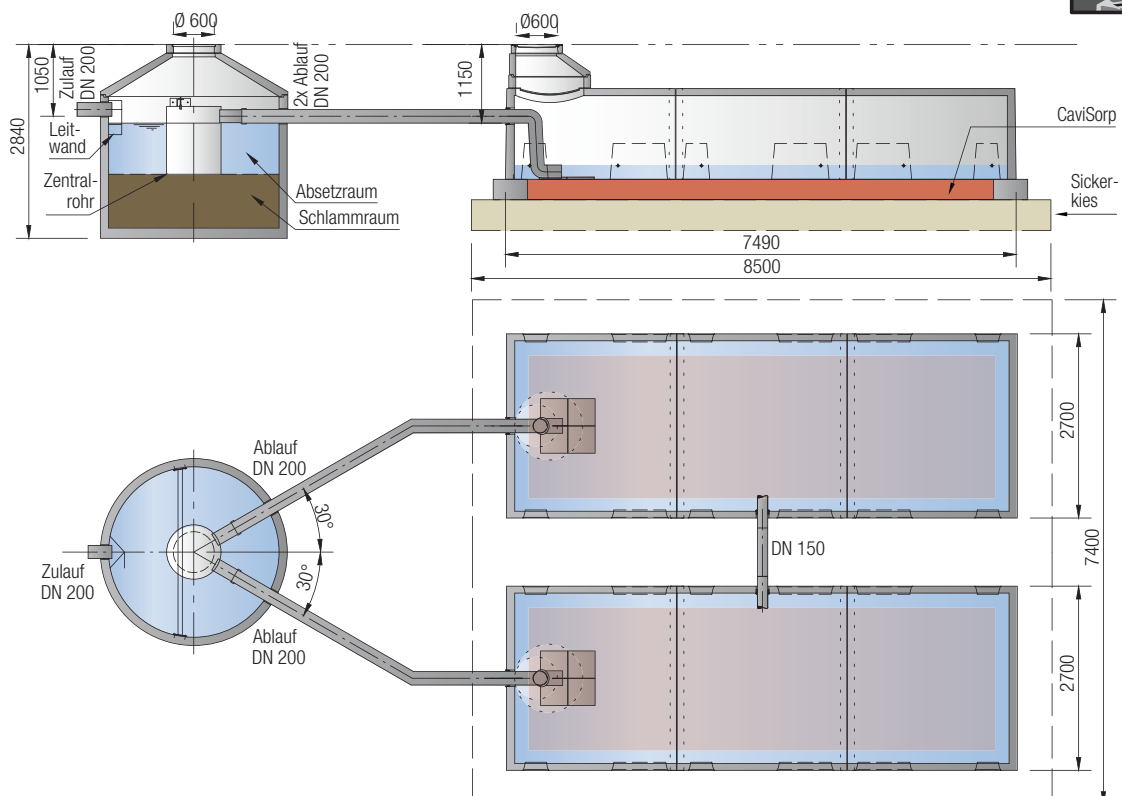 Ø 600
Ø600
1050
Zulauf
DN 200
2x Ablauf
DN 200
1150
2840
Leit-
wand
Zentral-
rohr
Absetzraum
Schlammraum
CaviSorp
Sicker-
kies
7490
8500
Ablauf
DN 200
30°
30°
Zulauf
DN 200
Ablauf
DN 200
DN 150
2700
2700
7400